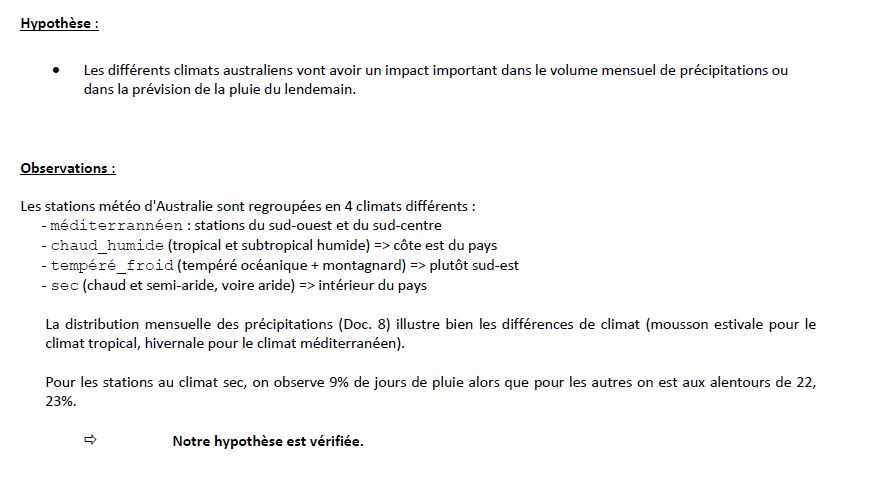 Hypothèse :
• Les différents climats australiens vont avoir un impact important dans le volume mensuel de précipitations ou
dans la prévision de la pluie du lendemain.
Observations :
Les stations météo d'Australie sont regroupées en 4 climats différents :
- méditerrannéen : stations du sud-ouest et du sud-centre
- chaud_humide (tropical et subtropical humide) => côte est du pays
- tempéré_froid (tempéré océanique + montagnard) => plutôt sud-est
- sec (chaud et semi-aride, voire aride) => intérieur du pays
La distribution mensuelle des précipitations (Doc. 8) illustre bien les différences de climat (mousson estivale pour le
climat tropical, hivernale pour le climat méditerranéen).
Pour les stations au climat sec, on observe 9% de jours de pluie alors que pour les autres on est aux alentours de 22,
23%.
⇨ Notre hypothèse est vérifiée.